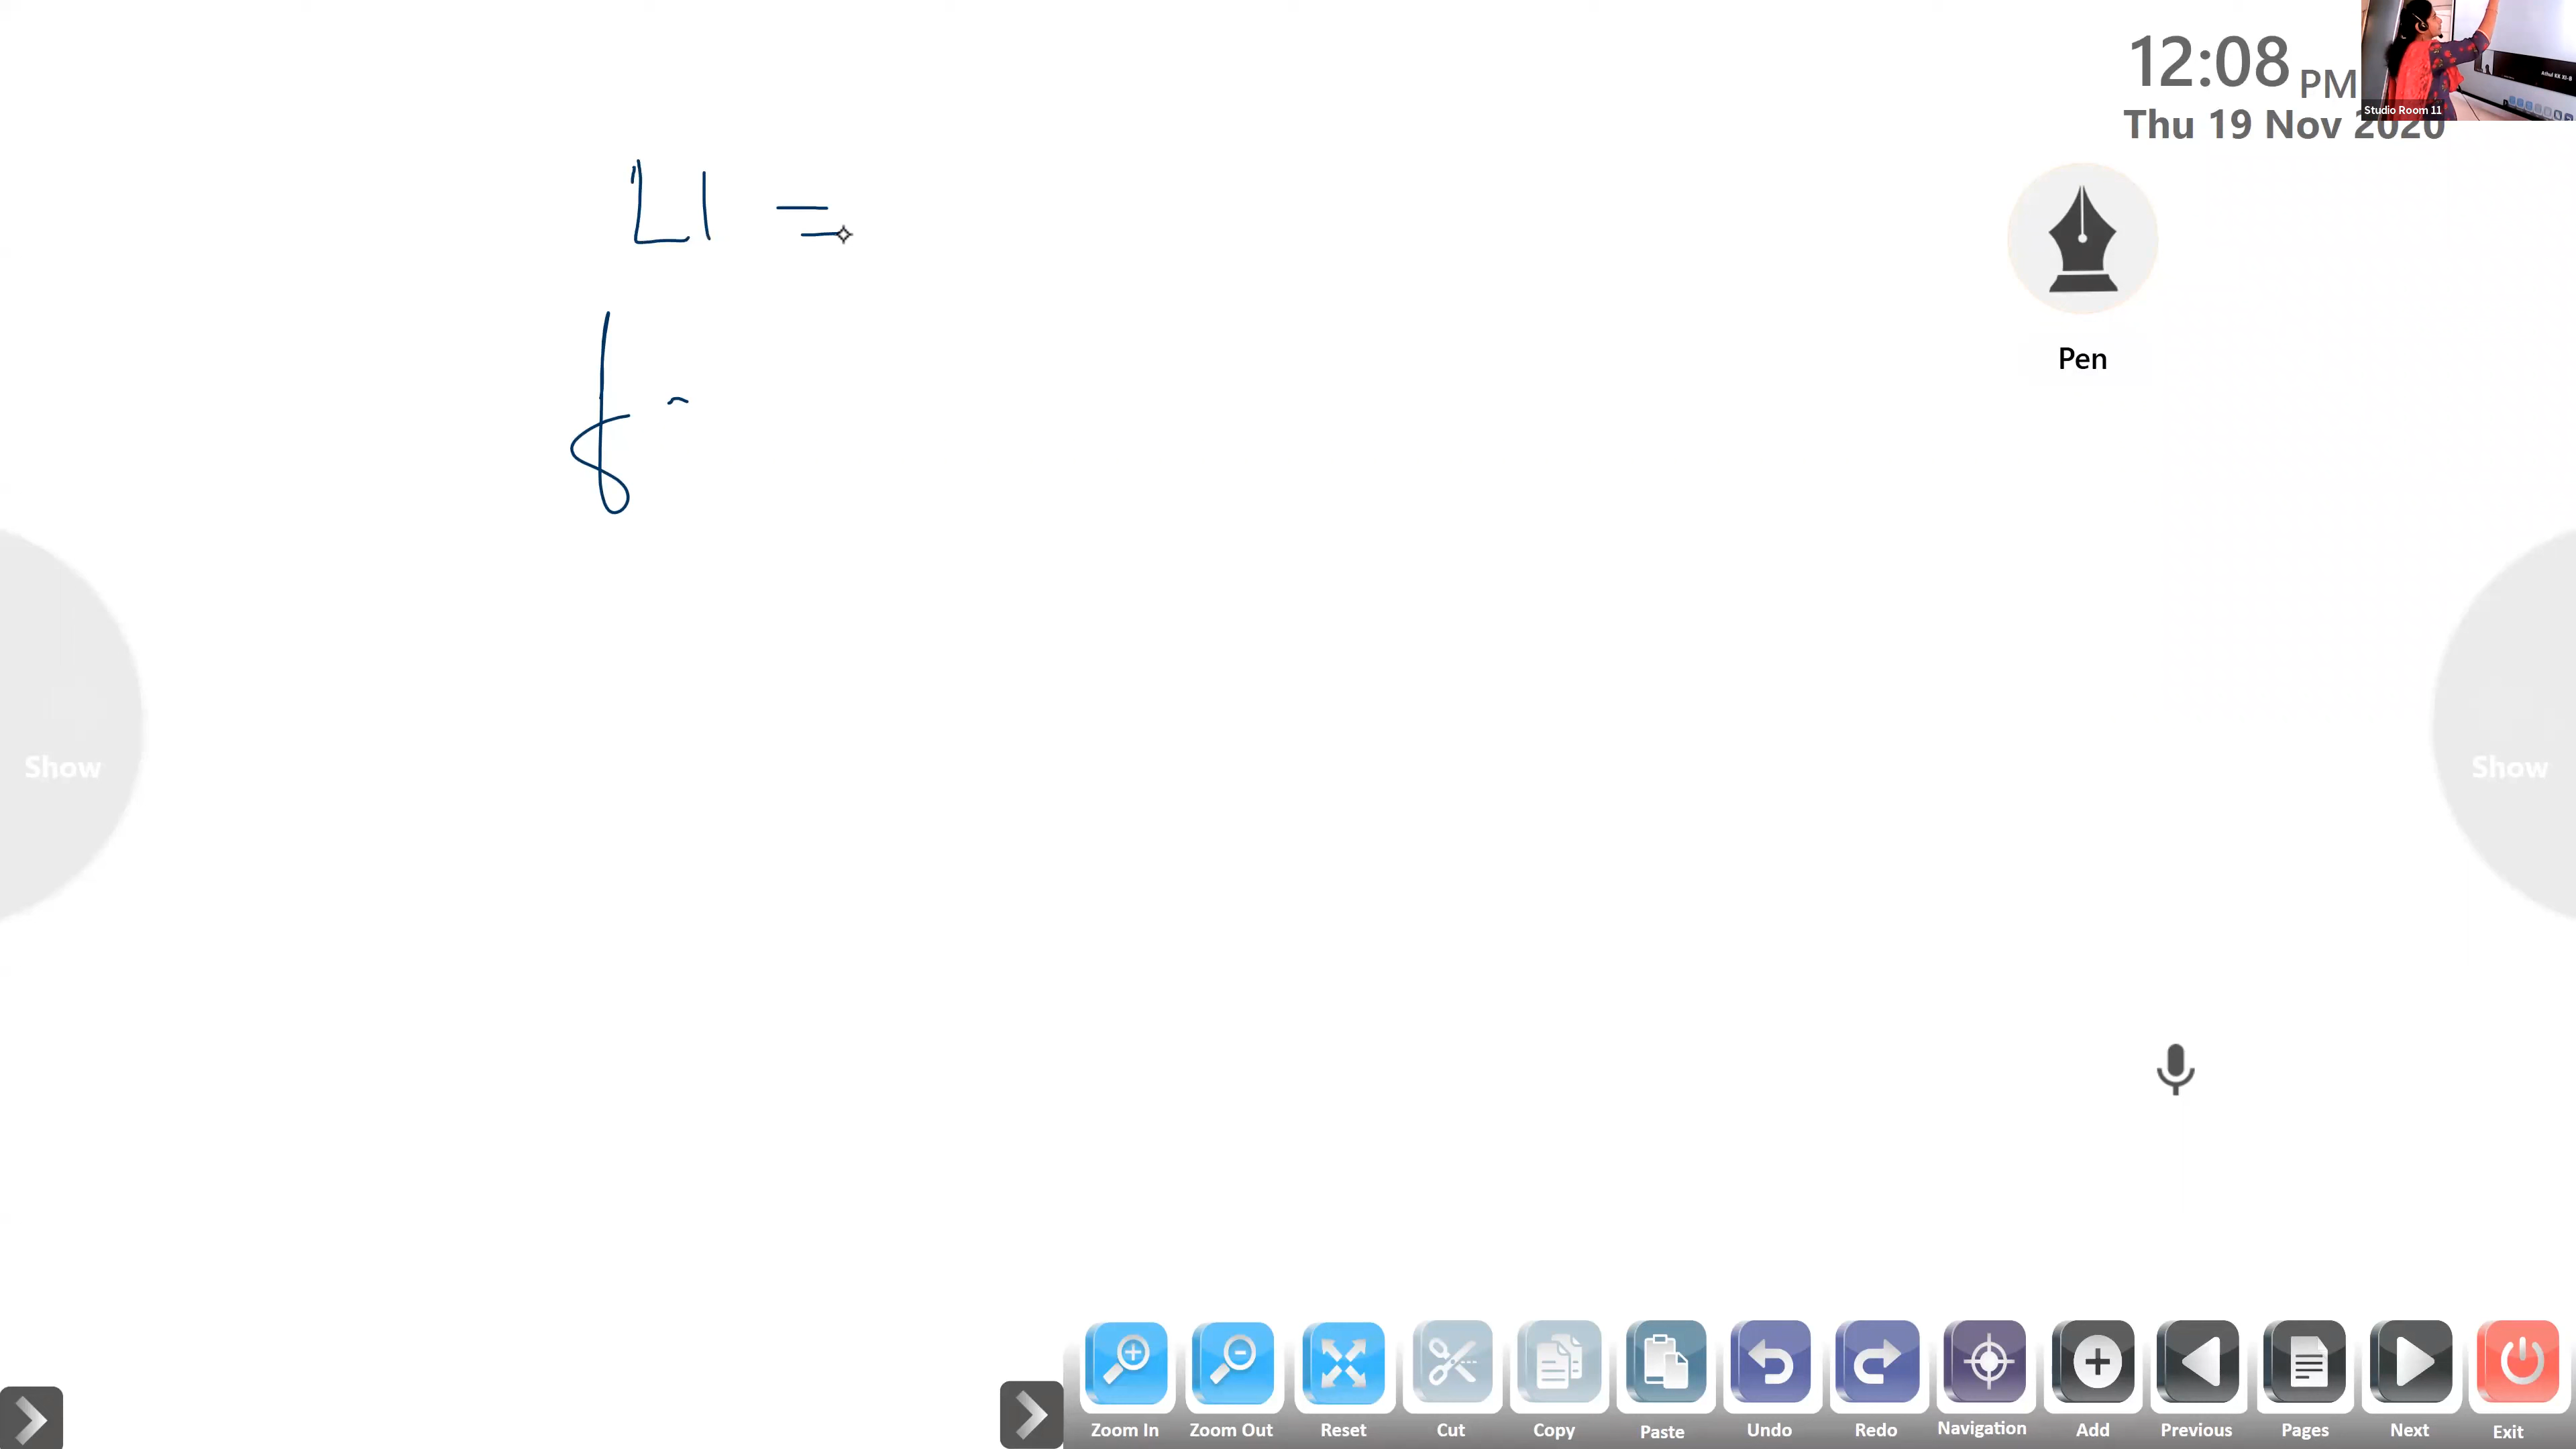 12:08 PM
Studio Room 11
Thu 19 Nov 2020
L1 =
Pen
Show
Show
Zoom In Zoom Out Reset Cut Copy Paste Undo Redo Navigation Add Previous Pages Next Exit